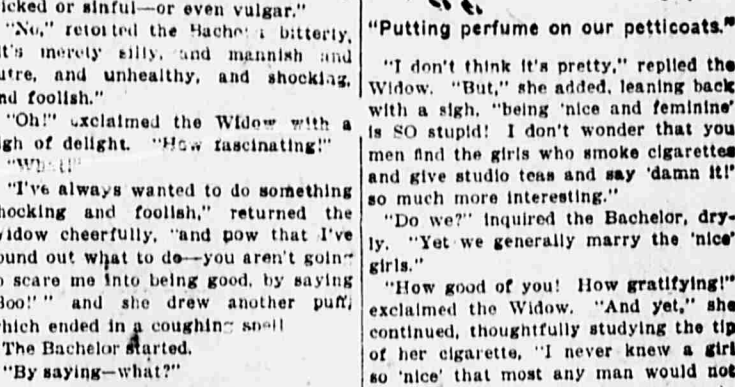 icked or sinful—or even vulgar."
"No," retorted the Bachelor bitterly,
it's merely silly, and mannish and
utre, and unhealthy, and shocking,
nd foolish."
"Oh!" exclaimed the Widow with a
igh of delight. "How fascinating!"
"What!"
"I've always wanted to do something
hocking and foolish," returned the
widow cheerfully, "and now that I've
ound out what to do—you aren't going
o scare me into being good, by saying
Boo!'" and she drew another puff,
hich ended in a coughing spell
The Bachelor started.
"By saying—what?"
"Putting perfume on our petticoats."
"I don't think it's pretty," replied the
Widow. "But," she added, leaning back
with a sigh, "being 'nice and feminine'
is SO stupid! I don't wonder that you
men find the girls who smoke cigarettes
and give studio teas and say 'damn it!'
so much more interesting."
"Do we?" inquired the Bachelor, dry-
ly. "Yet we generally marry the 'nice'
girls."
"How good of you! How gratifying!"
exclaimed the Widow. "And yet," she
continued, thoughtfully studying the tip
of her cigarette, "I never knew a girl
so 'nice' that most any man would not